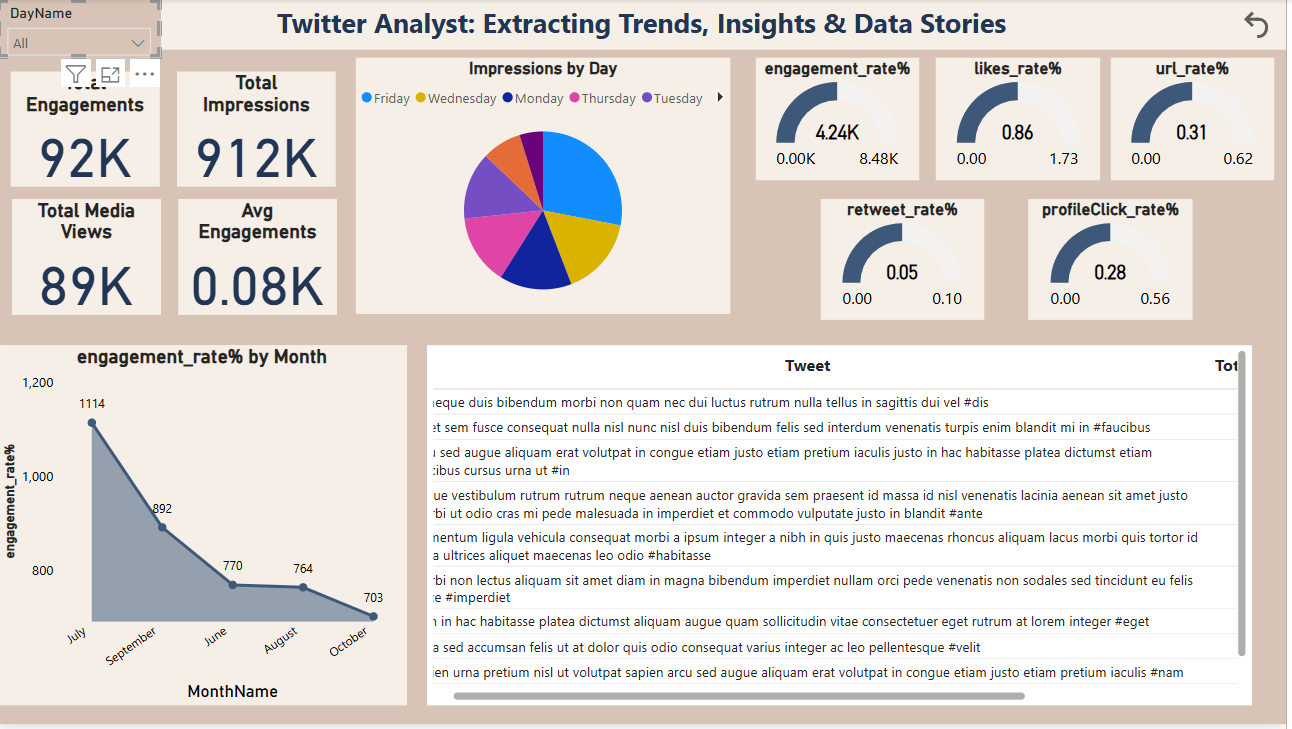 DayName
All
Twitter Analyst: Extracting Trends, Insights & Data Stories
Total
Engagements
92K
Total
Impressions
912K
Total Media
Views
89K
Avg
Engagements
0.08K
Impressions by Day
Friday Wednesday Monday Thursday Tuesday
engagement_rate%
4.24K
0.00K 8.48K
likes_rate%
0.86
0.00 1.73
url_rate%
0.31
0.00 0.62
retweet_rate%
0.05
0.00 0.10
profileClick_rate%
0.28
0.00 0.56
engagement_rate% by Month
engagement_rate%
1,200
1,000
800
1114
892
770
764
703
July
September
June
August
October
MonthName
Tweet Tot
eque duis bibendum morbi non quam nec dui luctus rutrum nulla tellus in sagittis dui vel #dis
et sem fusce consequat nulla nisl nunc nisl duis bibendum felis sed interdum venenatis turpis enim blandit mi in #faucibus
sed augue aliquam erat volutpat in congue etiam justo etiam pretium iaculis justo in hac habitasse platea dictumst etiam
cibus cursus urna ut #in
ue vestibulum rutrum rutrum neque aenean auctor gravida sem praesent id massa id nisl venenatis lacinia aenean sit amet justo
rbi ut odio cras mi pede malesuada in imperdiet et commodo vulputate justo in blandit #ante
mentum ligula vehicula consequat morbi a ipsum integer a nibh in quis justo maecenas rhoncus aliquam lacus morbi quis tortor id
a ultrices aliquet maecenas leo odio #habitasse
rbi non lectus aliquam sit amet diam in magna bibendum imperdiet nullam orci pede venenatis non sodales sed tincidunt eu felis
ce #imperdiet
in hac habitasse platea dictumst aliquam augue quam sollicitudin vitae consectetuer eget rutrum at lorem integer #eget
a sed accumsan felis ut at dolor quis odio consequat varius integer ac leo pellentesque #velit
ien urna pretium nisl ut volutpat sapien arcu sed augue aliquam erat volutpat in congue etiam justo etiam pretium iaculis #nam